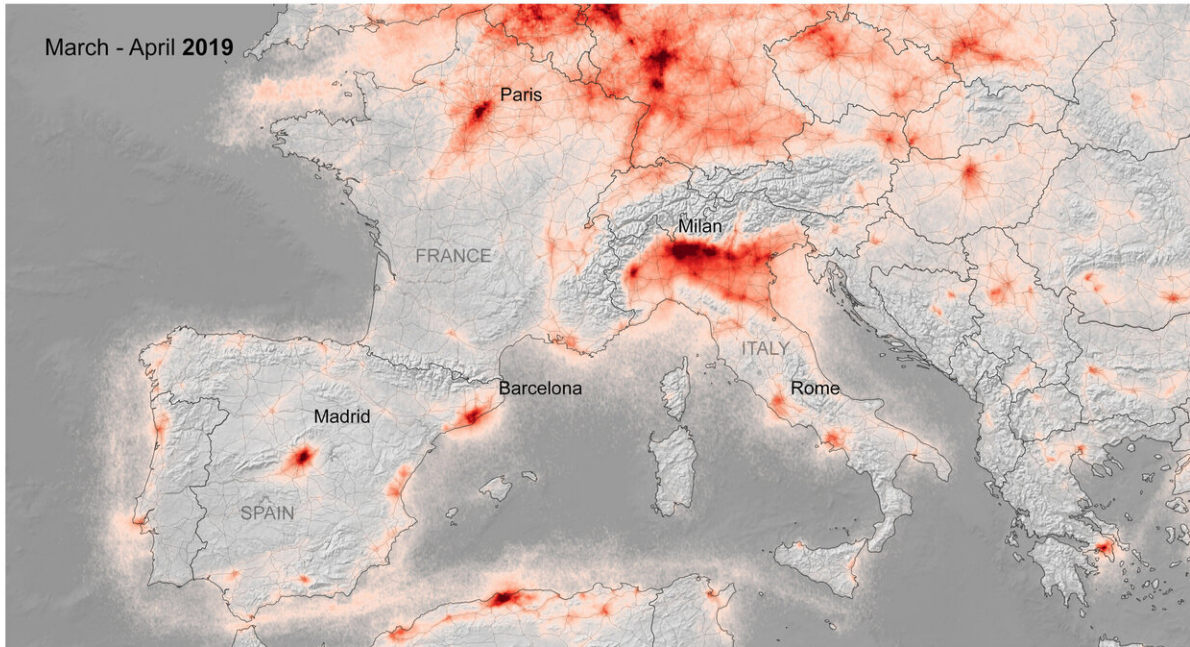 March - April 2019
Paris
Milan
FRANCE
ITALY
Barcelona
Rome
Madrid
SPAIN